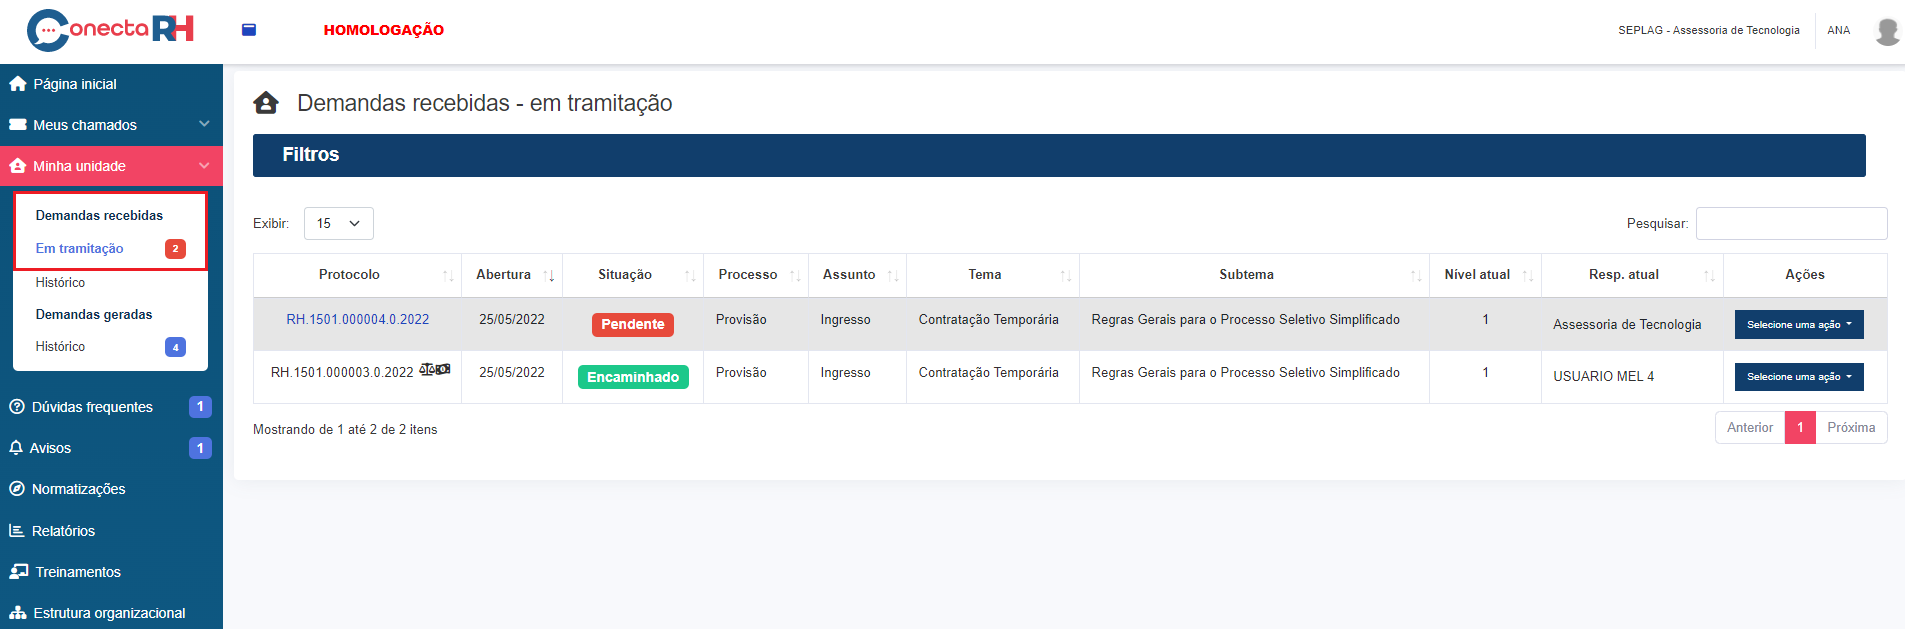 Conecta RH
HOMOLOGAÇÃO
SEPLAG - Assessoria de Tecnologia
ANA
Página inicial
Meus chamados
Minha unidade
Demandas recebidas
Em tramitação 2
Histórico
Demandas geradas
Histórico 4
Dúvidas frequentes 1
Avisos 1
Normatizações
Relatórios
Treinamentos
Estrutura organizacional
Demandas recebidas - em tramitação
Filtros
Exibir: 15
Pesquisar:
Protocolo Abertura Situação Processo Assunto Tema Subtema Nível atual Resp. atual Ações
RH.1501.000004.0.2022 25/05/2022 Pendente Provisão Ingresso Contratação Temporária Regras Gerais para o Processo Seletivo Simplificado 1 Assessoria de Tecnologia Selecione uma ação
RH.1501.000003.0.2022 25/05/2022 Encaminhado Provisão Ingresso Contratação Temporária Regras Gerais para o Processo Seletivo Simplificado 1 USUARIO MEL 4 Selecione uma ação
Mostrando de 1 até 2 de 2 itens
Anterior 1 Próxima